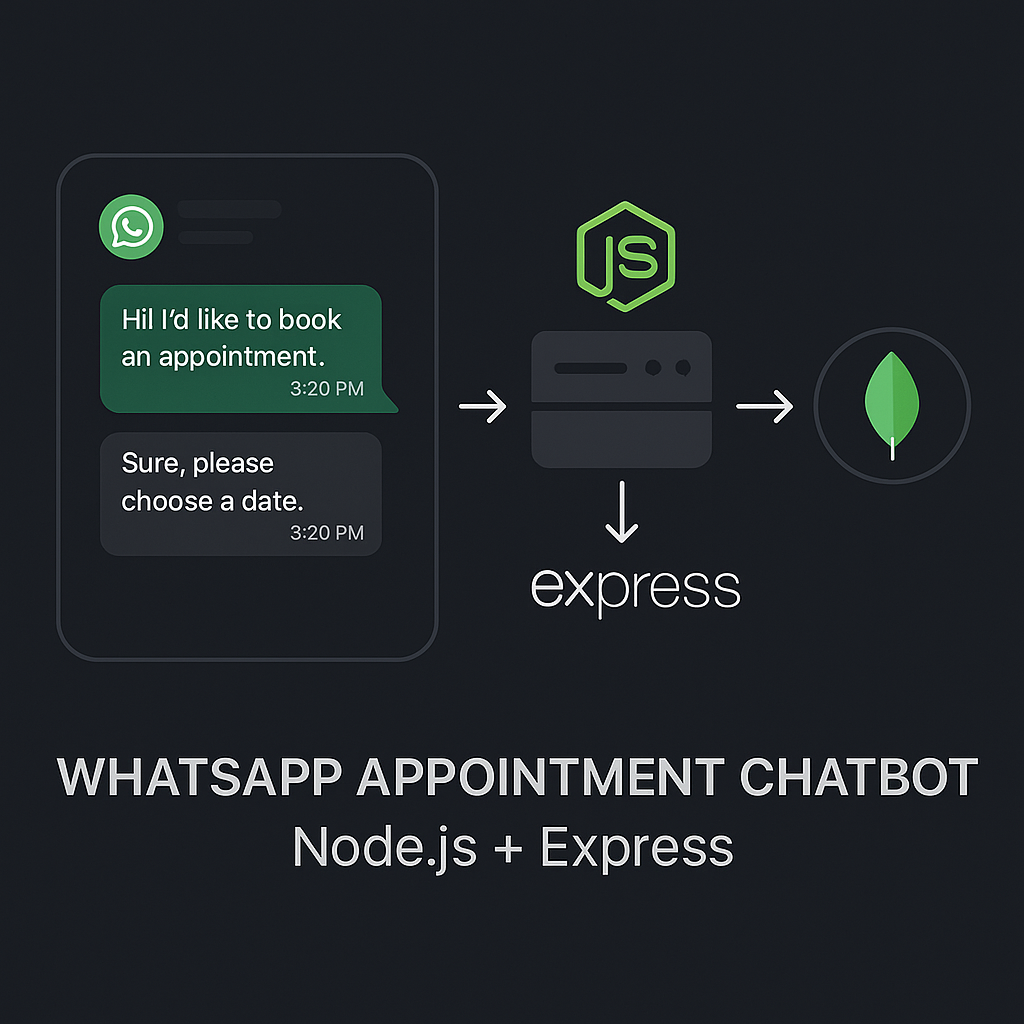 Hil I'd like to book
an appointment.
3:20 PM
Sure, please
choose a date.
3:20 PM
JS
express
WHATSAPP APPOINTMENT CHATBOT
Node.js + Express